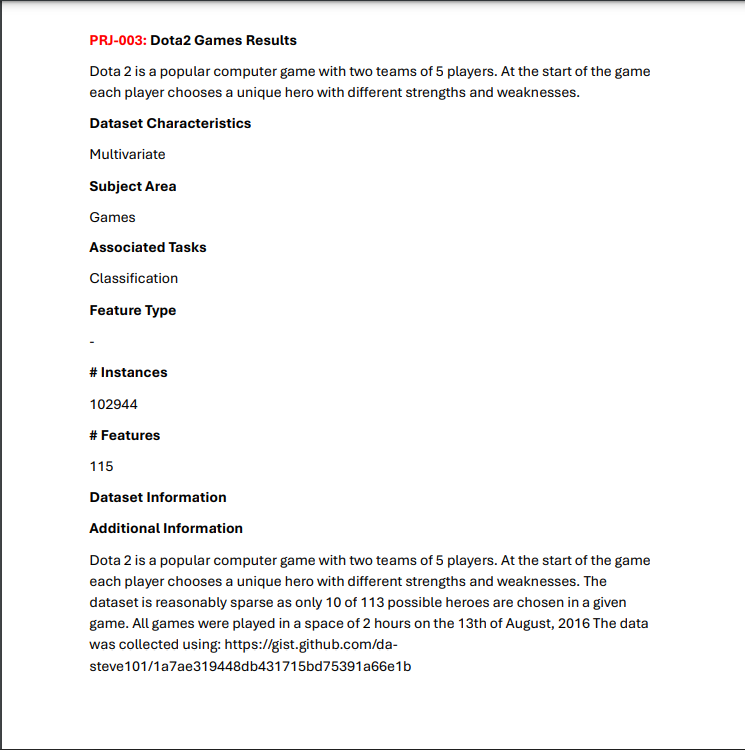 PRJ-003: Dota2 Games Results
Dota 2 is a popular computer game with two teams of 5 players. At the start of the game
each player chooses a unique hero with different strengths and weaknesses.
Dataset Characteristics
Multivariate
Subject Area
Games
Associated Tasks
Classification
Feature Type
-
# Instances
102944
# Features
115
Dataset Information
Additional Information
Dota 2 is a popular computer game with two teams of 5 players. At the start of the game
each player chooses a unique hero with different strengths and weaknesses. The
dataset is reasonably sparse as only 10 of 113 possible heroes are chosen in a given
game. All games were played in a space of 2 hours on the 13th of August, 2016 The data
was collected using: https://gist.github.com/da-
steve101/1a7ae319448db431715bd75391a66e1b